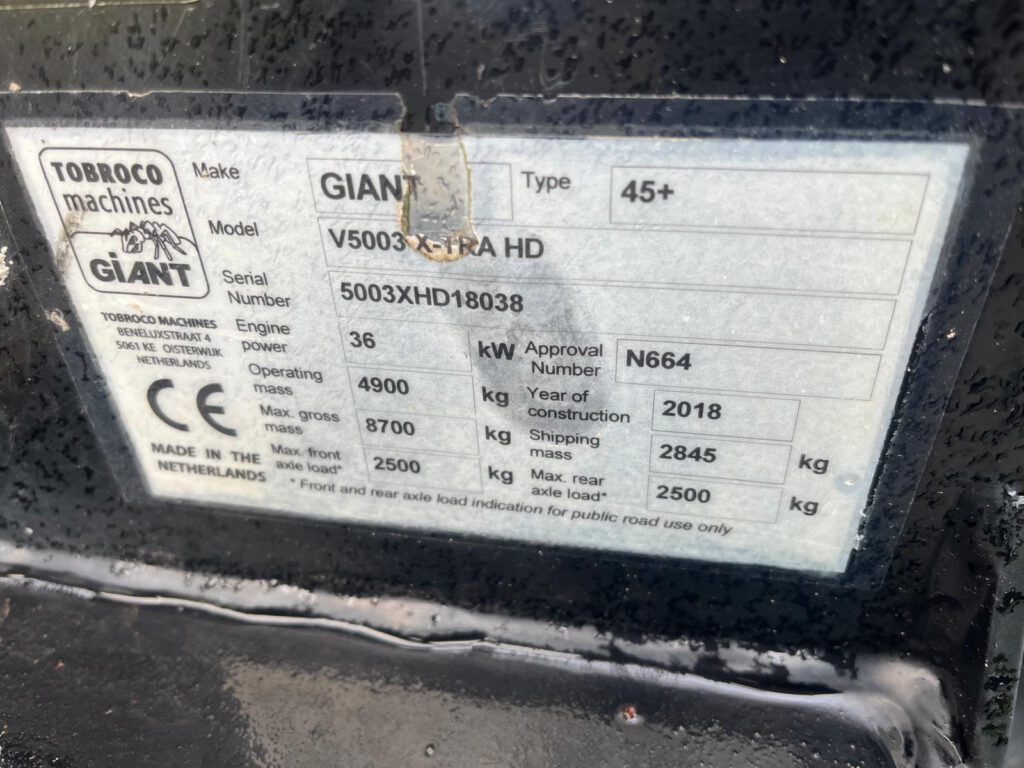 TOBROCO
machines
GiANT
TOBROCO MACHINES
BENELUXSTRAAT 4
5061 KE OISTERWIJK
NETHERLANDS
CE
MADE IN THE
NETHERLANDS
Make GIANT Type 45+
Model V5003 X-TRA HD
Serial
Number 5003XHD18038
Engine
power 36 kW Approval
Number N664
Operating
mass 4900 kg Year of
construction 2018
Max. gross
mass 8700 kg Shipping
mass 2845 kg
Max. front
axle load* 2500 kg Max. rear
axle load* 2500 kg
* Front and rear axle load indication for public road use only